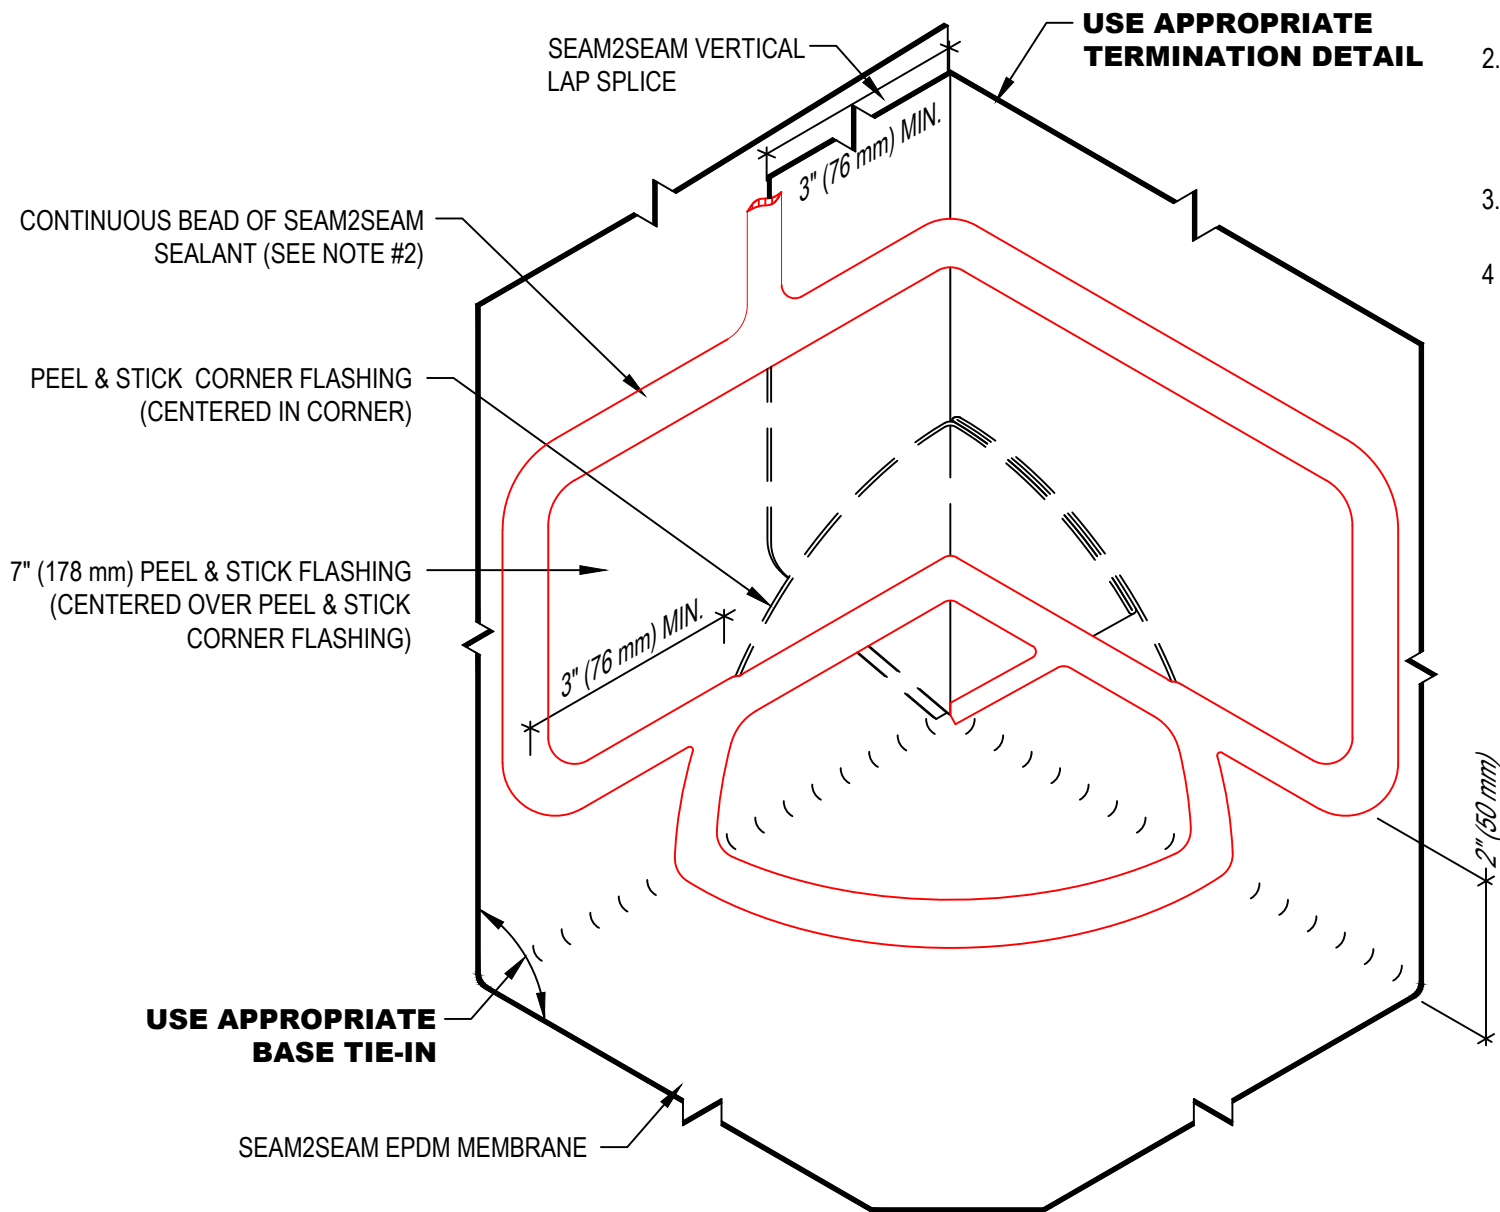 SEAM2SEAM VERTICAL
LAP SPLICE
USE APPROPRIATE
TERMINATION DETAIL
2.
3.
4
3" (76 mm) MIN.
CONTINUOUS BEAD OF SEAM2SEAM
SEALANT (SEE NOTE #2)
PEEL & STICK CORNER FLASHING
(CENTERED IN CORNER)
7" (178 mm) PEEL & STICK FLASHING
(CENTERED OVER PEEL & STICK
CORNER FLASHING)
3" (76 mm) MIN.
2" (50 mm)
USE APPROPRIATE
BASE TIE-IN
SEAM2SEAM EPDM MEMBRANE